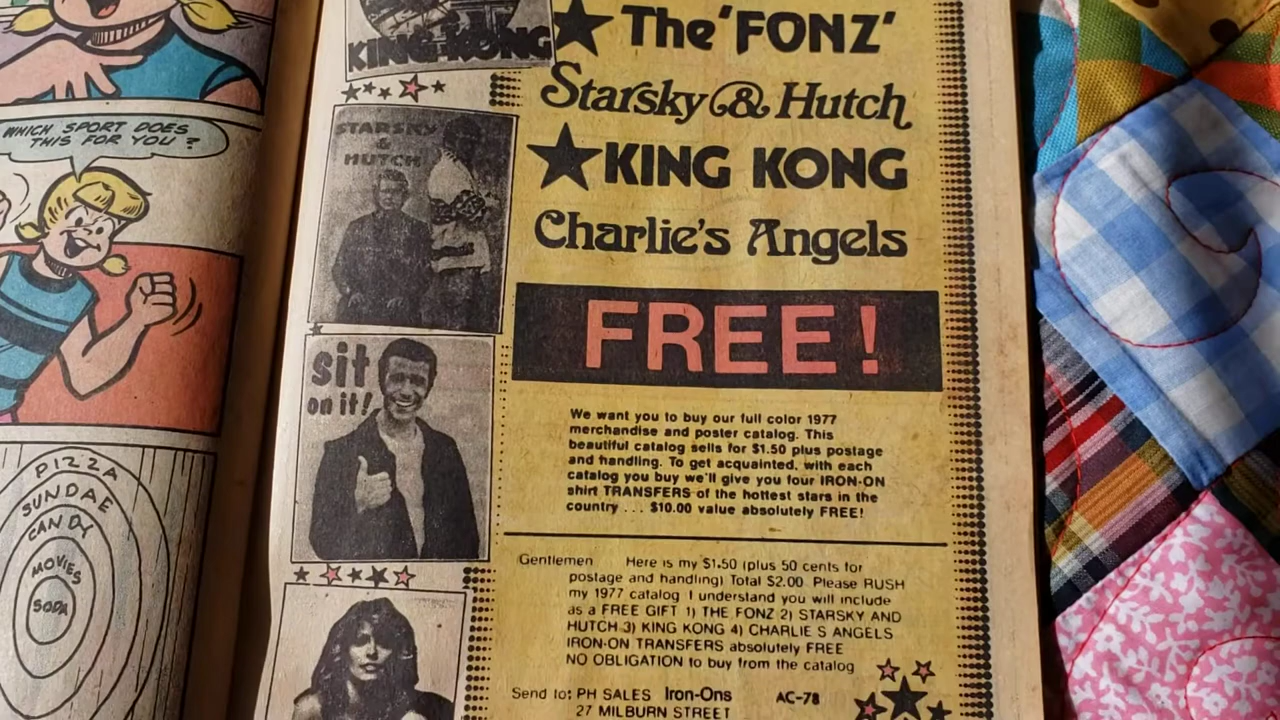 WHICH SPORT DOES
THIS FOR YOU ?
PIZZA
SUNDAE
CANDY
MOVIES
SODA
KING KONG
STARSKY
&
HUTCH
sit
on it!
The 'FONZ'
Starsky & Hutch
KING KONG
Charlie's Angels
FREE!
We want you to buy our full color 1977
merchandise and poster catalog. This
beautiful catalog sells for $1.50 plus postage
and handling. To get acquainted, with each
catalog you buy we'll give you four IRON-ON
shirt TRANSFERS of the hottest stars in the
country . . . $10.00 value absolutely FREE!
Gentlemen Here is my $1.50 (plus 50 cents for
postage and handling) Total $2.00. Please RUSH
my 1977 catalog I understand you will include
as a FREE GIFT 1) THE FONZ 2) STARSKY AND
HUTCH 3) KING KONG 4) CHARLIE S ANGELS
IRON-ON TRANSFERS absolutely FREE
NO OBLIGATION to buy from the catalog
Send to: PH SALES Iron-Ons AC-78
27 MILBURN STREET